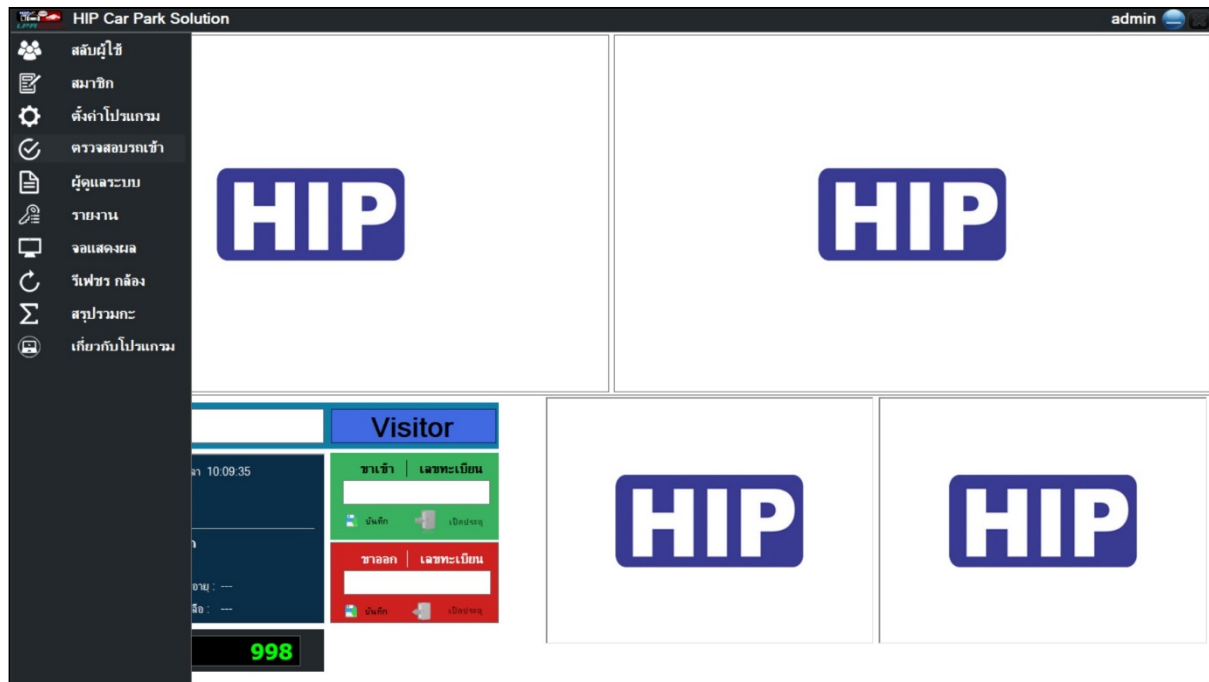 HIP Car Park Solution
admin
สลับผู้ใช้
สมาชิก
ตั้งค่าโปรแกรม
ตรวจสอบรถเข้า
ผู้ดูแลระบบ
รายงาน
จอแสดงผล
รีเฟชร กล้อง
สรุปรวมกะ
เกี่ยวกับโปรแกรม
HIP
HIP
Visitor
10:09:35
ขาเข้า เลขทะเบียน
บันทึก เปิดประตู
ขาออก เลขทะเบียน
อายุ : ---
บันทึก เปิดประตู
---
HIP
HIP
998